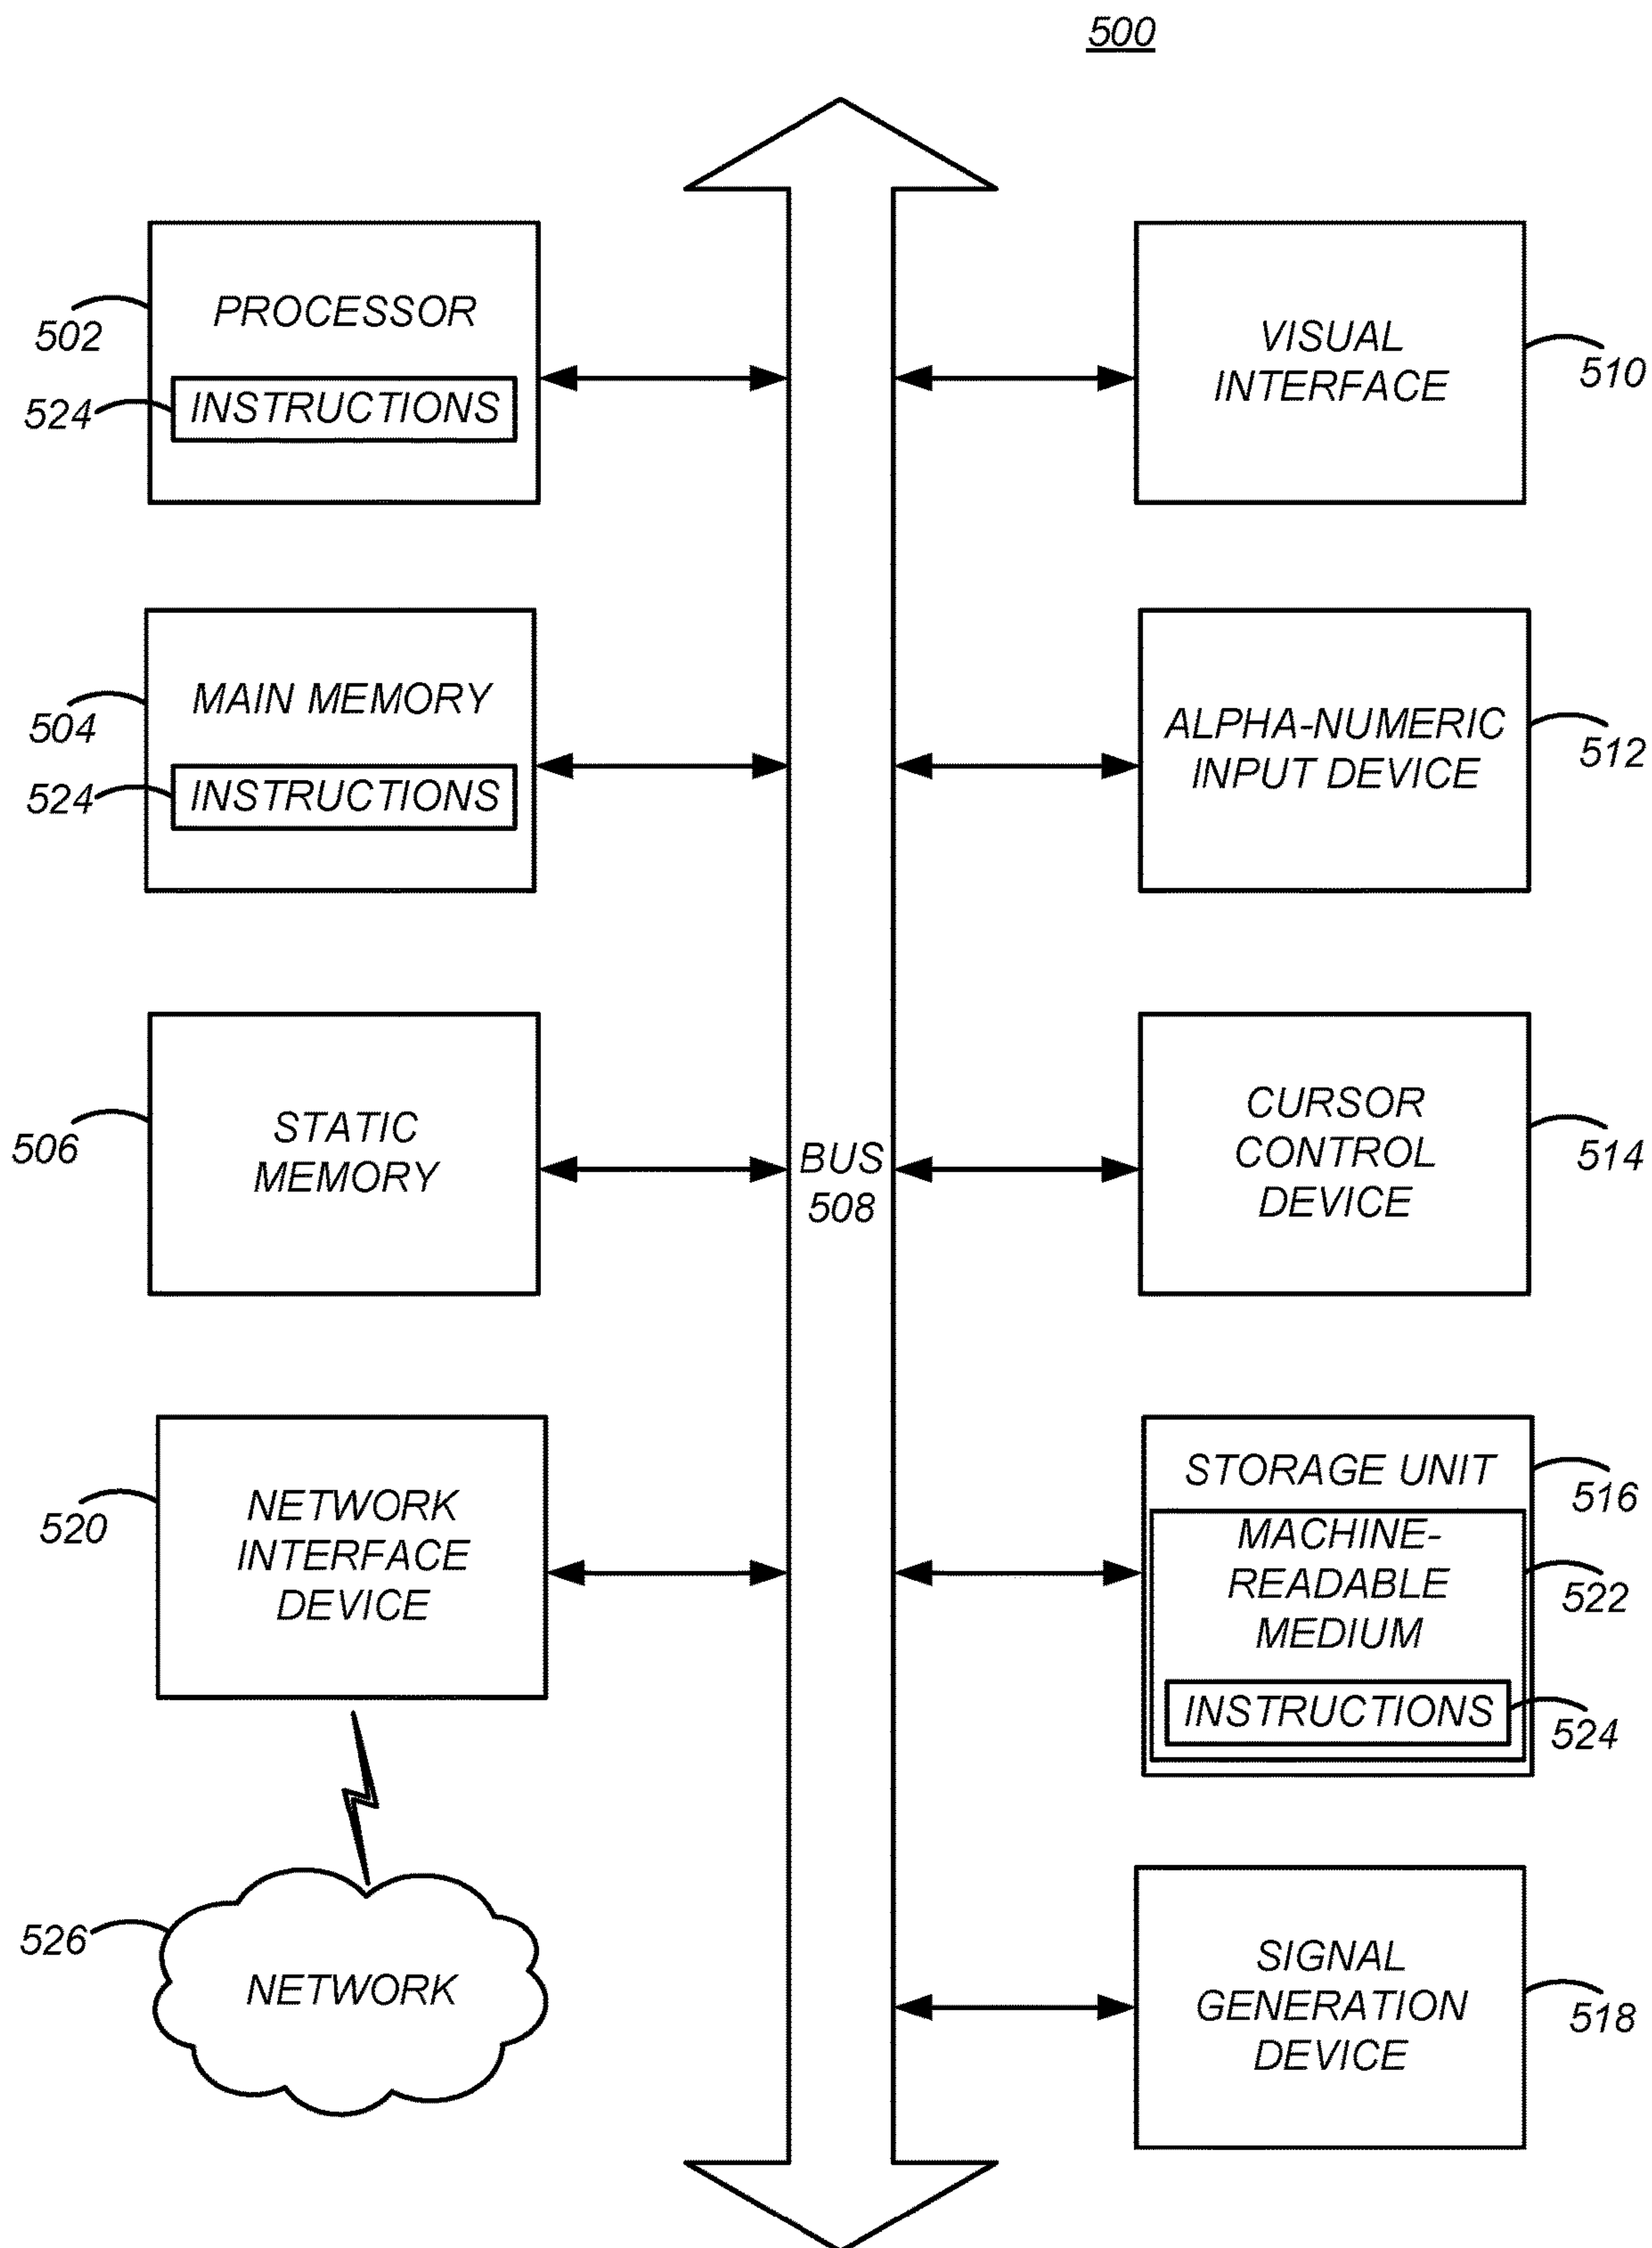 500
PROCESSOR
502
524
INSTRUCTIONS
MAIN MEMORY
504
524
INSTRUCTIONS
STATIC
MEMORY
506
NETWORK
INTERFACE
DEVICE
520
526
NETWORK
BUS
508
VISUAL
INTERFACE
510
ALPHA-NUMERIC
INPUT DEVICE
512
CURSOR
CONTROL
DEVICE
514
STORAGE UNIT
516
MACHINE-
READABLE
MEDIUM
522
INSTRUCTIONS
524
SIGNAL
GENERATION
DEVICE
518